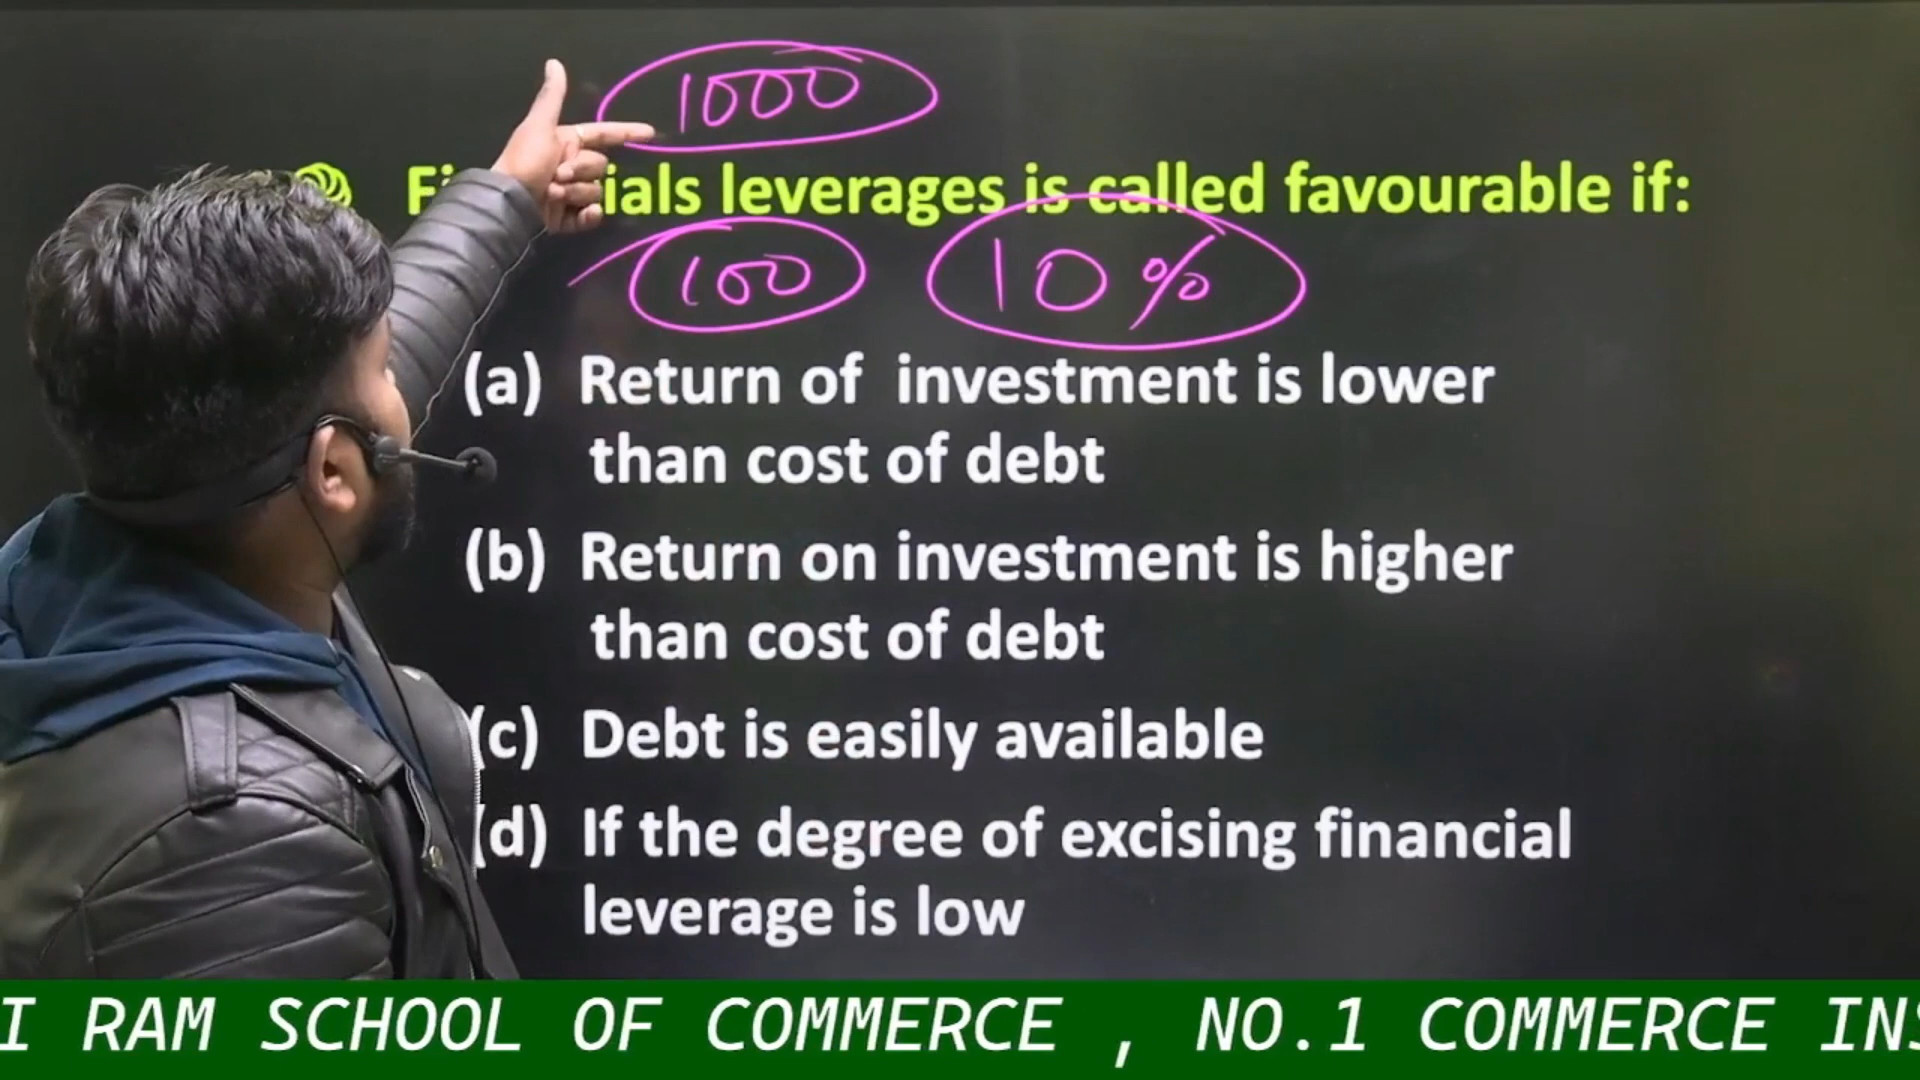 1000
ials leverages is called favourable if:
100 10%
(a) Return of investment is lower
than cost of debt
(b) Return on investment is higher
than cost of debt
(c) Debt is easily available
(d) If the degree of excising financial
leverage is low
I RAM SCHOOL OF COMMERCE , NO.1 COMMERCE INS